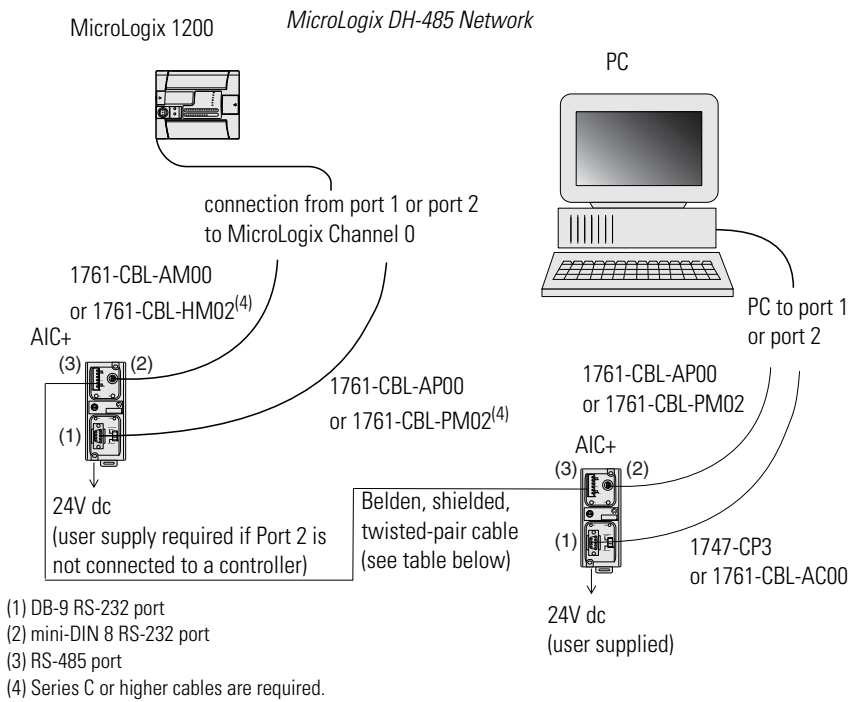 MicroLogix DH-485 Network
MicroLogix 1200
PC
connection from port 1 or port 2
to MicroLogix Channel 0
1761-CBL-AM00
or 1761-CBL-HM02(4)
AIC+
(3)
(2)
(1)
24V dc
(user supply required if Port 2 is
not connected to a controller)
1761-CBL-AP00
or 1761-CBL-PM02(4)
PC to port 1
or port 2
1761-CBL-AP00
or 1761-CBL-PM02
AIC+
(3)
(2)
(1)
Belden, shielded,
twisted-pair cable
(see table below)
1747-CP3
or 1761-CBL-AC00
24V dc
(user supplied)
(1) DB-9 RS-232 port
(2) mini-DIN 8 RS-232 port
(3) RS-485 port
(4) Series C or higher cables are required.